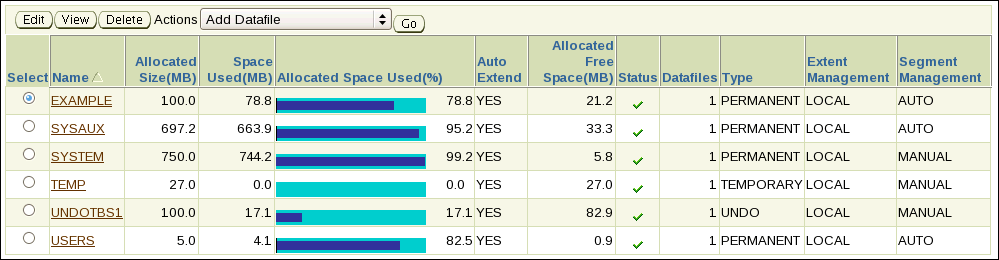 Edit View Delete Actions Add Datafile Go
Select Name Allocated Size(MB) Space Used(MB) Allocated Space Used(%) Auto Extend Allocated Free Space(MB) Status Datafiles Type Extent Management Segment Management
EXAMPLE 100.0 78.8 78.8 YES 21.2 1 PERMANENT LOCAL AUTO
SYSAUX 697.2 663.9 95.2 YES 33.3 1 PERMANENT LOCAL AUTO
SYSTEM 750.0 744.2 99.2 YES 5.8 1 PERMANENT LOCAL MANUAL
TEMP 27.0 0.0 0.0 YES 27.0 1 TEMPORARY LOCAL MANUAL
UNDOTBS1 100.0 17.1 17.1 YES 82.9 1 UNDO LOCAL MANUAL
USERS 5.0 4.1 82.5 YES 0.9 1 PERMANENT LOCAL AUTO